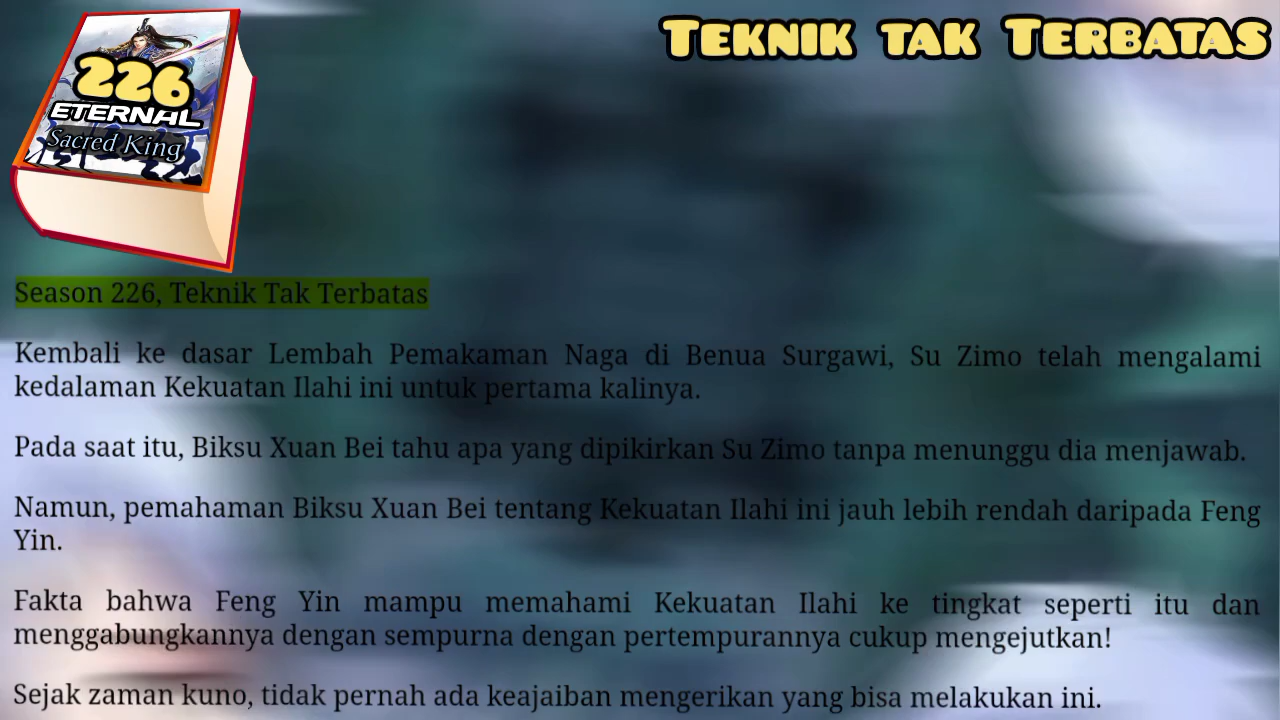 Teknik tak Terbatas
226
ETERNAL
Sacred King
Season 226, Teknik Tak Terbatas
Kembali ke dasar Lembah Pemakaman Naga di Benua Surgawi, Su Zimo telah mengalami
kedalaman Kekuatan Ilahi ini untuk pertama kalinya.
Pada saat itu, Biksu Xuan Bei tahu apa yang dipikirkan Su Zimo tanpa menunggu dia menjawab.
Namun, pemahaman Biksu Xuan Bei tentang Kekuatan Ilahi ini jauh lebih rendah daripada Feng
Yin.
Fakta bahwa Feng Yin mampu memahami Kekuatan Ilahi ke tingkat seperti itu dan
menggabungkannya dengan sempurna dengan pertempurannya cukup mengejutkan!
Sejak zaman kuno, tidak pernah ada keajaiban mengerikan yang bisa melakukan ini.